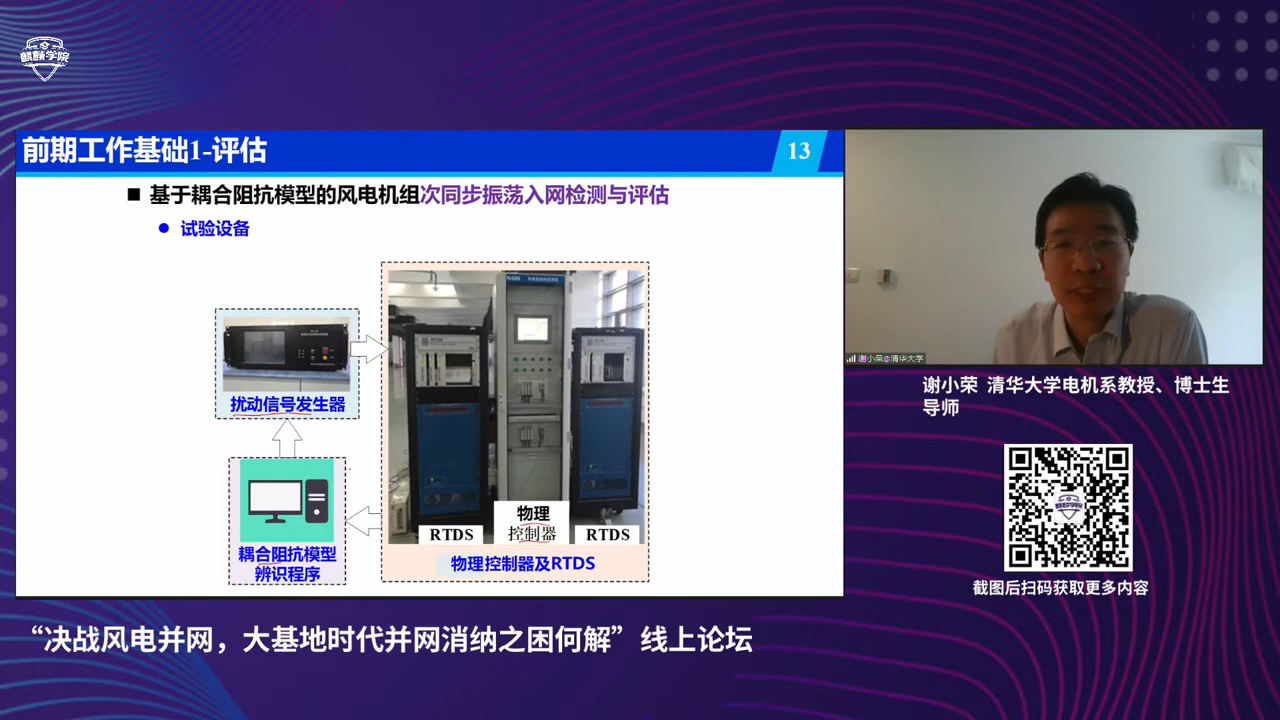 麒麟学院
前期工作基础1-评估
13
■ 基于耦合阻抗模型的风电机组次同步振荡入网检测与评估
● 试验设备
扰动信号发生器
耦合阻抗模型
辨识程序
RTDS
物理
控制器
RTDS
物理控制器及RTDS
谢小荣@清华大学
谢小荣 清华大学电机系教授、博士生
导师
截图后扫码获取更多内容
“决战风电并网，大基地时代并网消纳之困何解”线上论坛